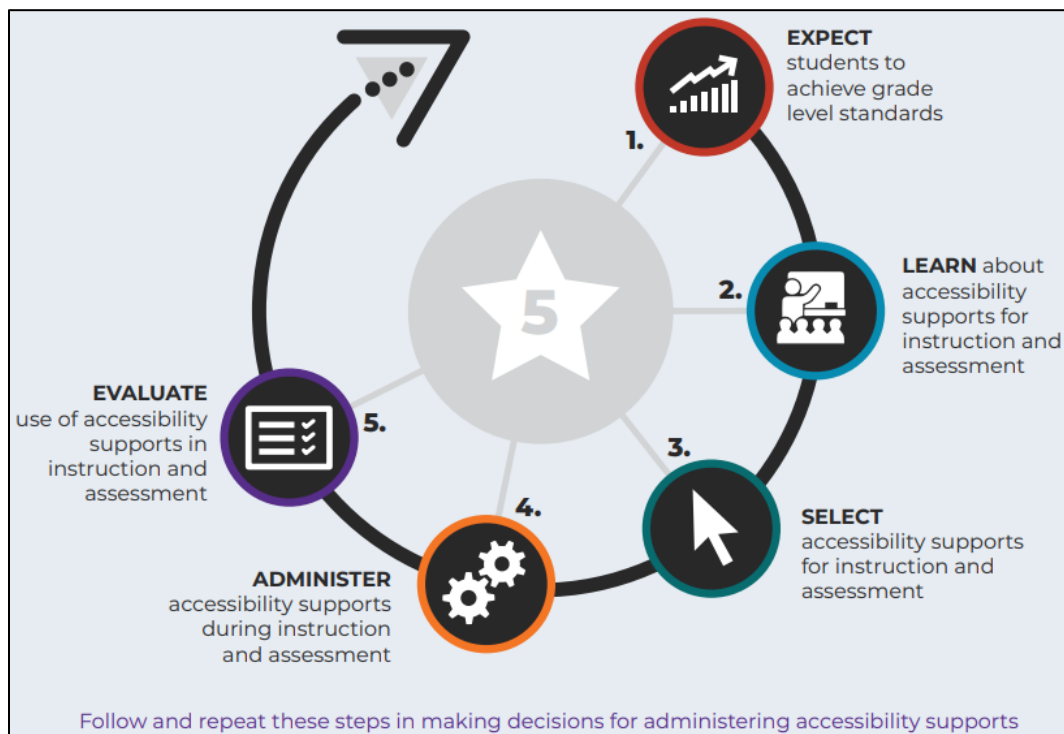 EXPECT
students to
achieve grade
level standards
1.
LEARN about
accessibility
supports for
instruction and
assessment
2.
5
3.
SELECT
accessibility supports
for instruction and
assessment
4.
ADMINISTER
accessibility supports
during instruction
and assessment
5.
EVALUATE
use of accessibility
supports in
instruction and
assessment
Follow and repeat these steps in making decisions for administering accessibility supports